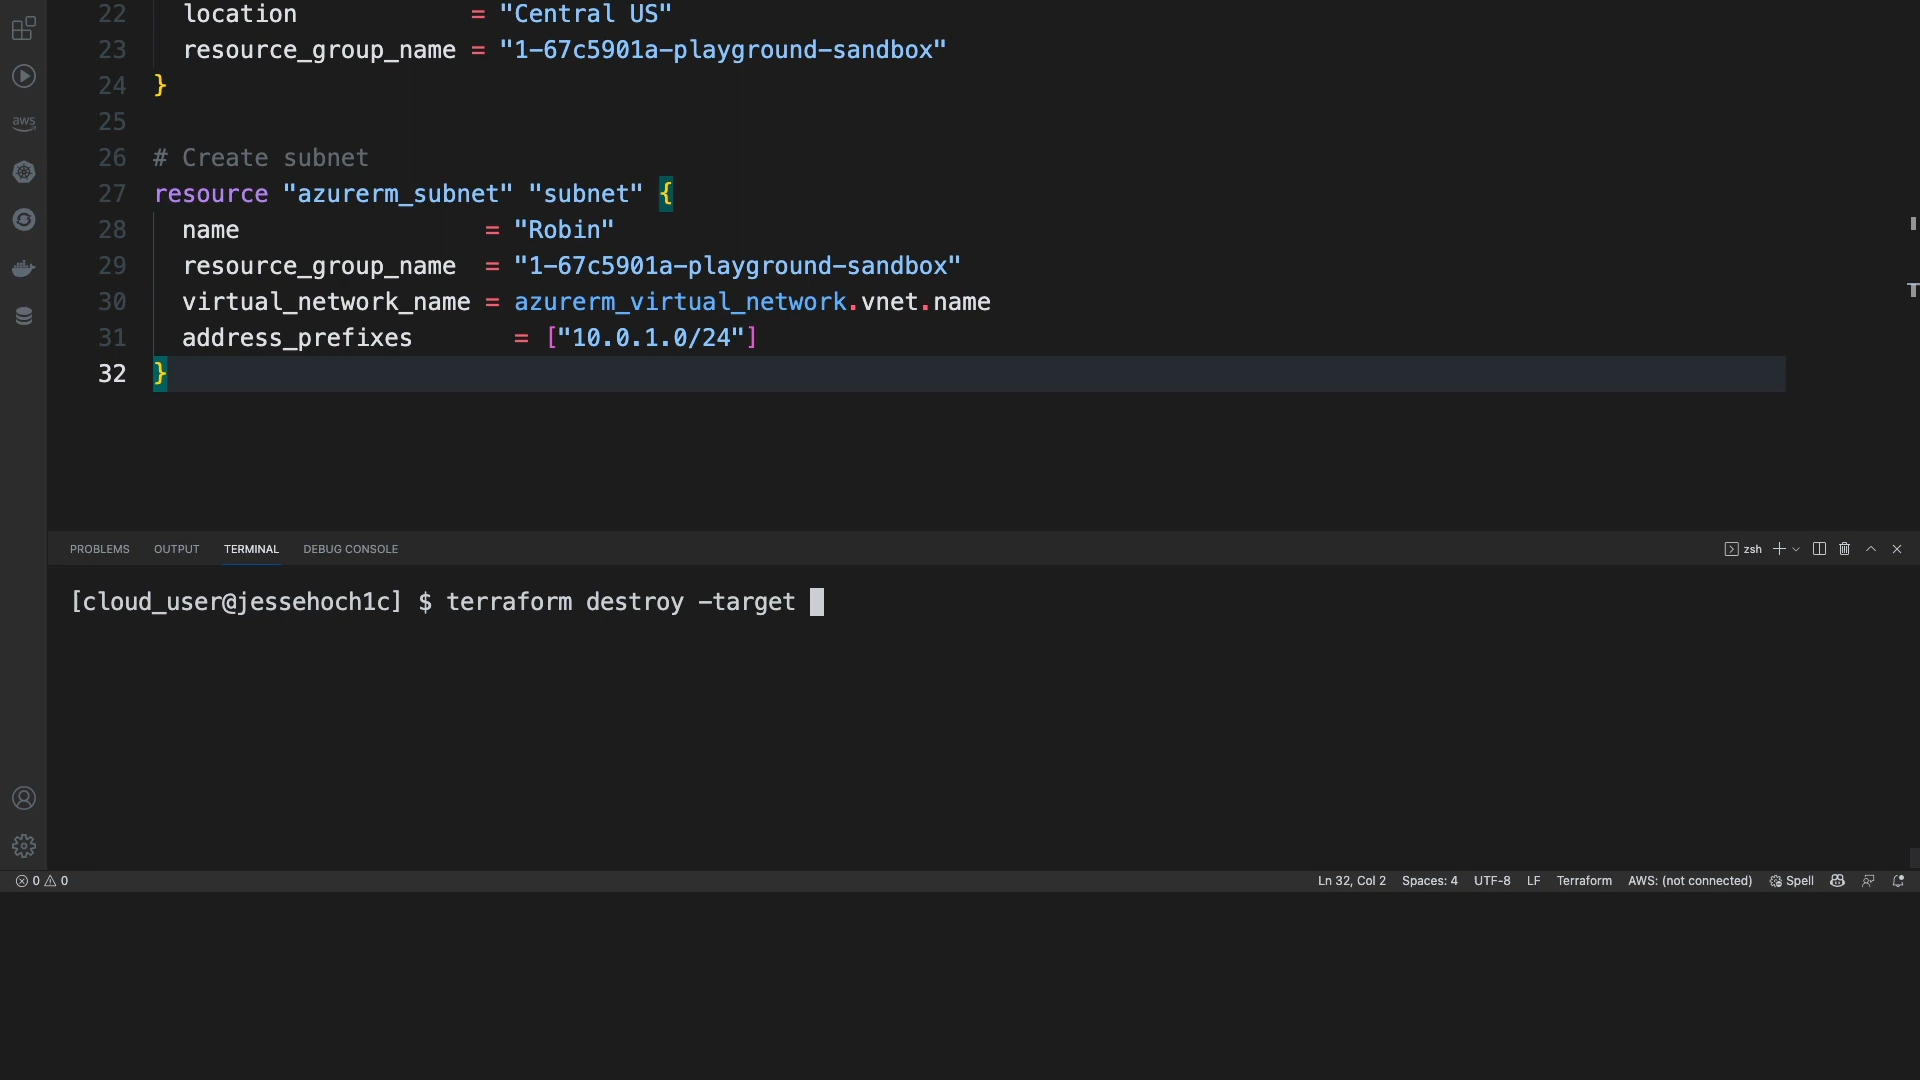 22 location = "Central US"
23 resource_group_name = "1-67c5901a-playground-sandbox"
24 }
25
26 # Create subnet
27 resource "azurerm_subnet" "subnet" {
28 name = "Robin"
29 resource_group_name = "1-67c5901a-playground-sandbox"
30 virtual_network_name = azurerm_virtual_network.vnet.name
31 address_prefixes = ["10.0.1.0/24"]
32 }
aws
PROBLEMS OUTPUT TERMINAL DEBUG CONSOLE zsh
[cloud_user@jessehoch1c] $ terraform destroy -target
0 0 Ln 32, Col 2 Spaces: 4 UTF-8 LF Terraform AWS: (not connected) Spell